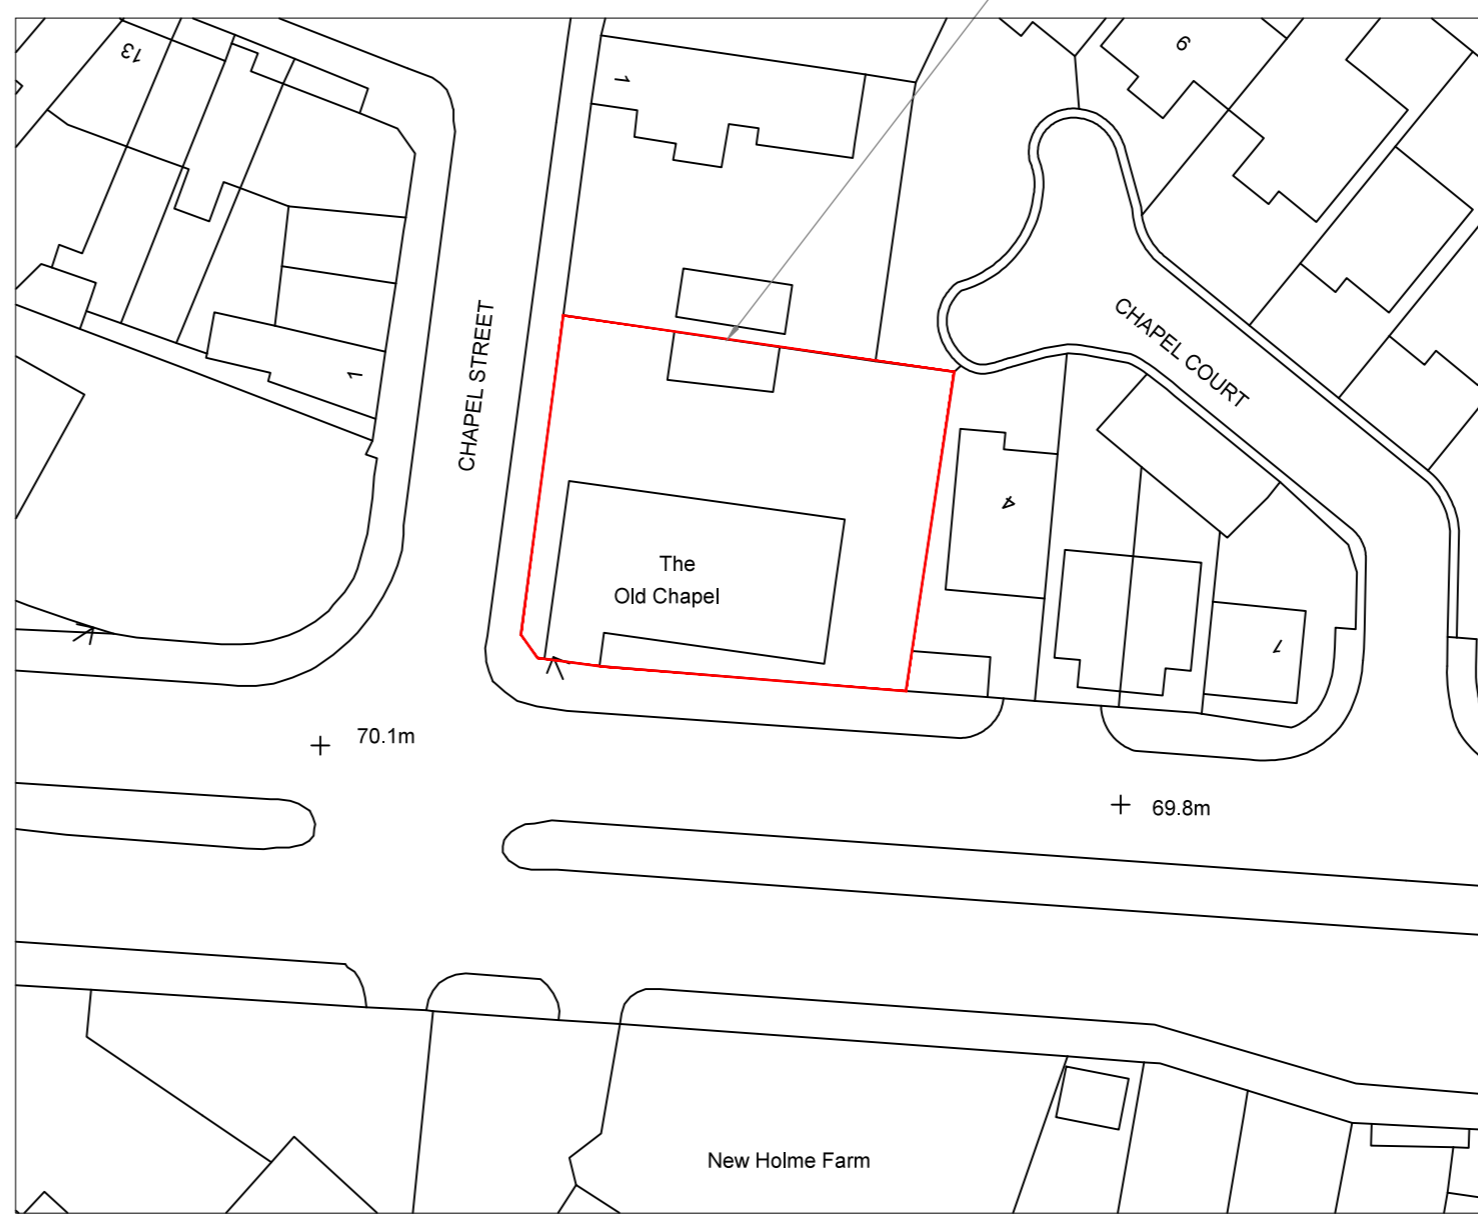 13
1
9
CHAPEL STREET
CHAPEL COURT
1
4
The
Old Chapel
1
70.1m
69.8m
New Holme Farm